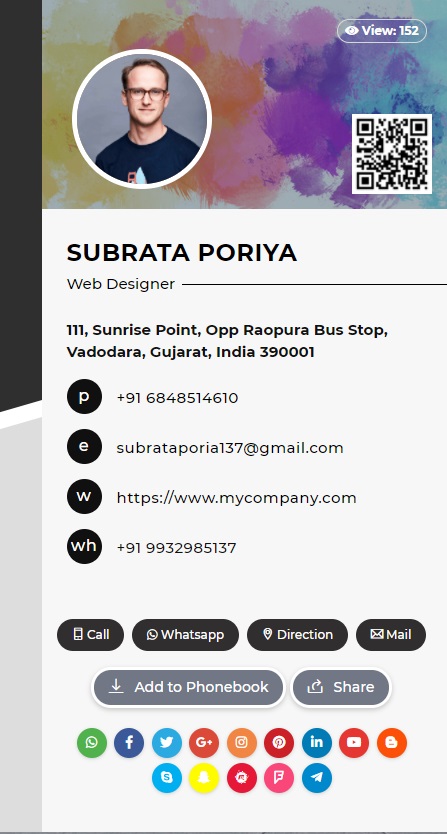 View: 152
SUBRATA PORIYA
Web Designer
111, Sunrise Point, Opp Raopura Bus Stop,
Vadodara, Gujarat, India 390001
p +91 6848514610
e subrataporia137@gmail.com
w https://www.mycompany.com
wh +91 9932985137
Call Whatsapp Direction Mail
Add to Phonebook Share